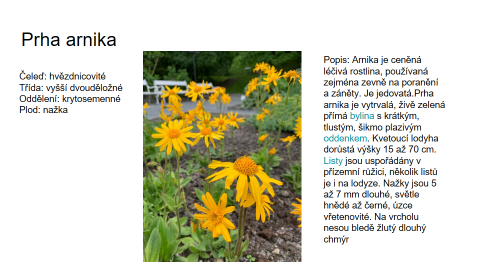 Prha arnika
Čeleď: hvězdnicovité
Třída: vyšší dvouděložné
Oddělení: krytosemenné
Plod: nažka
Popis: Arnika je ceněná
léčivá rostlina, používaná
zejména zevně na poranění
a záněty. Je jedovatá.Prha
arnika je vytrvalá, živě zelená
přímá bylina s krátkým,
tlustým, šikmo plazivým
oddenkem. Kvetoucí lodyha
dorůstá výšky 15 až 70 cm.
Listy jsou uspořádány v
přízemní růžici, několik listů
je i na lodyze. Nažky jsou 5
až 7 mm dlouhé, světle
hnědé až černé, úzce
vřetenovité. Na vrcholu
nesou bledě žlutý dlouhý
chmýr